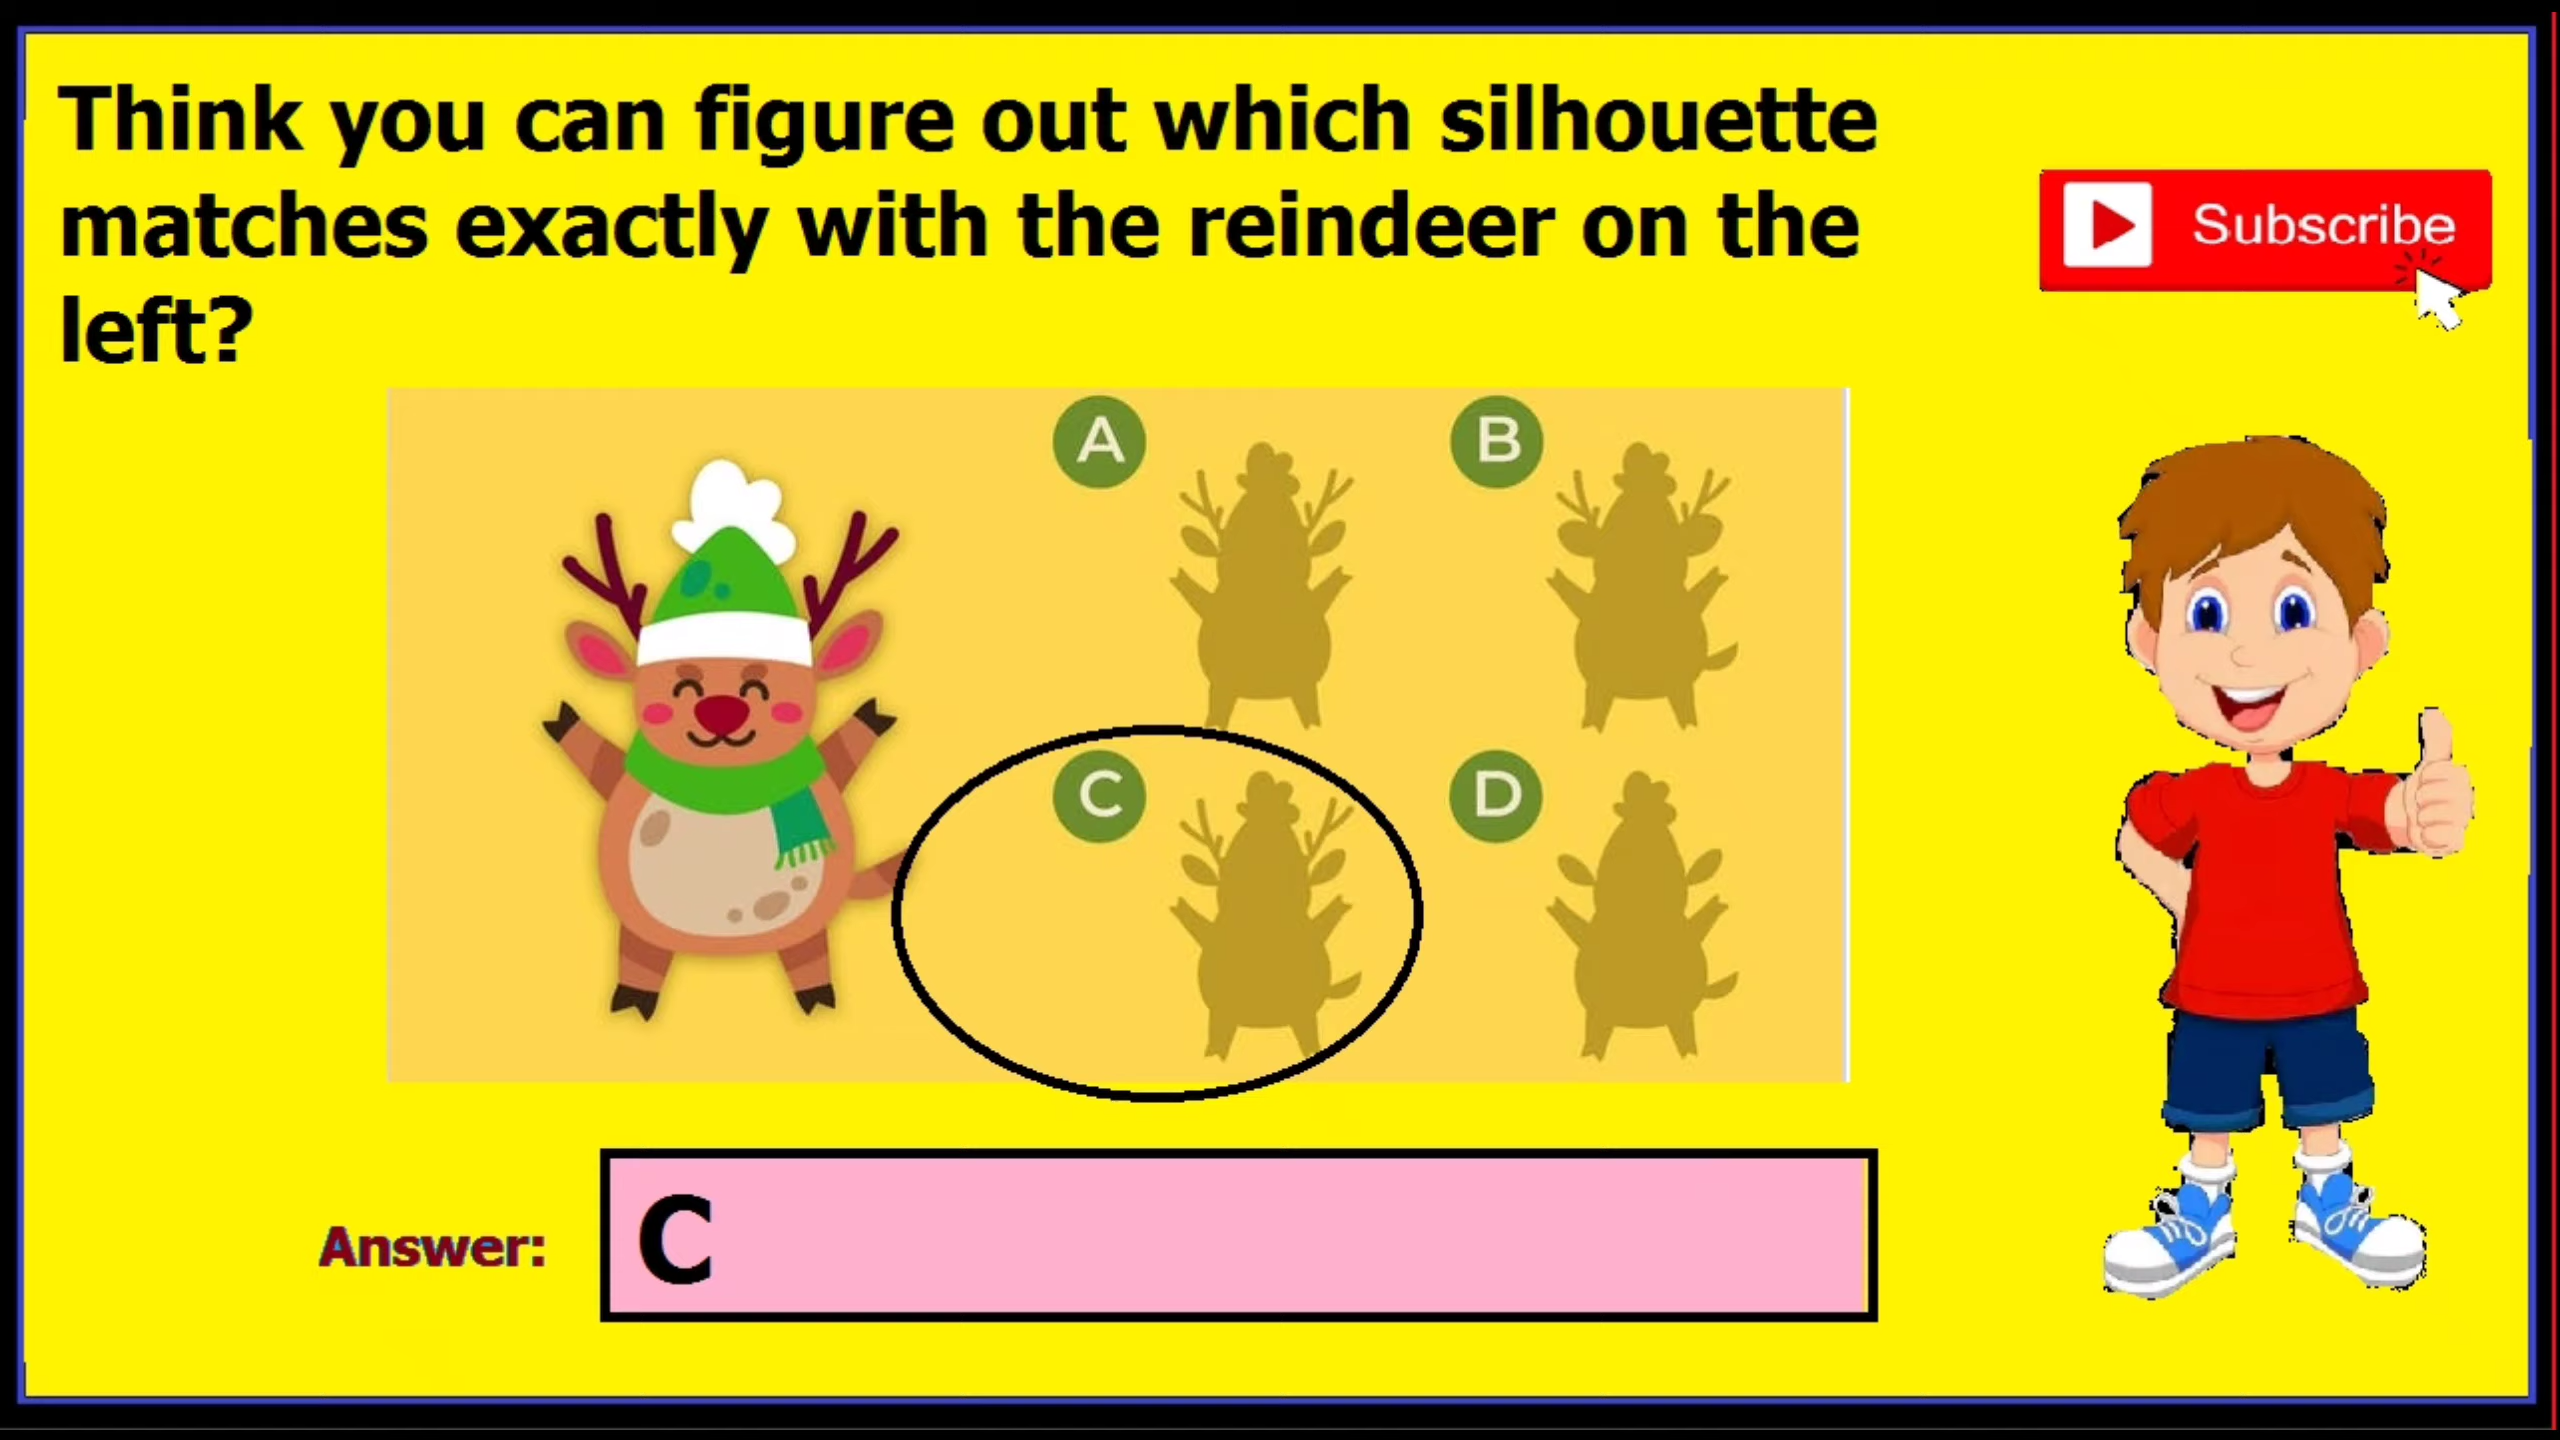 Think you can figure out which silhouette
matches exactly with the reindeer on the
left?
Subscribe
A
B
C
D
Answer:
C